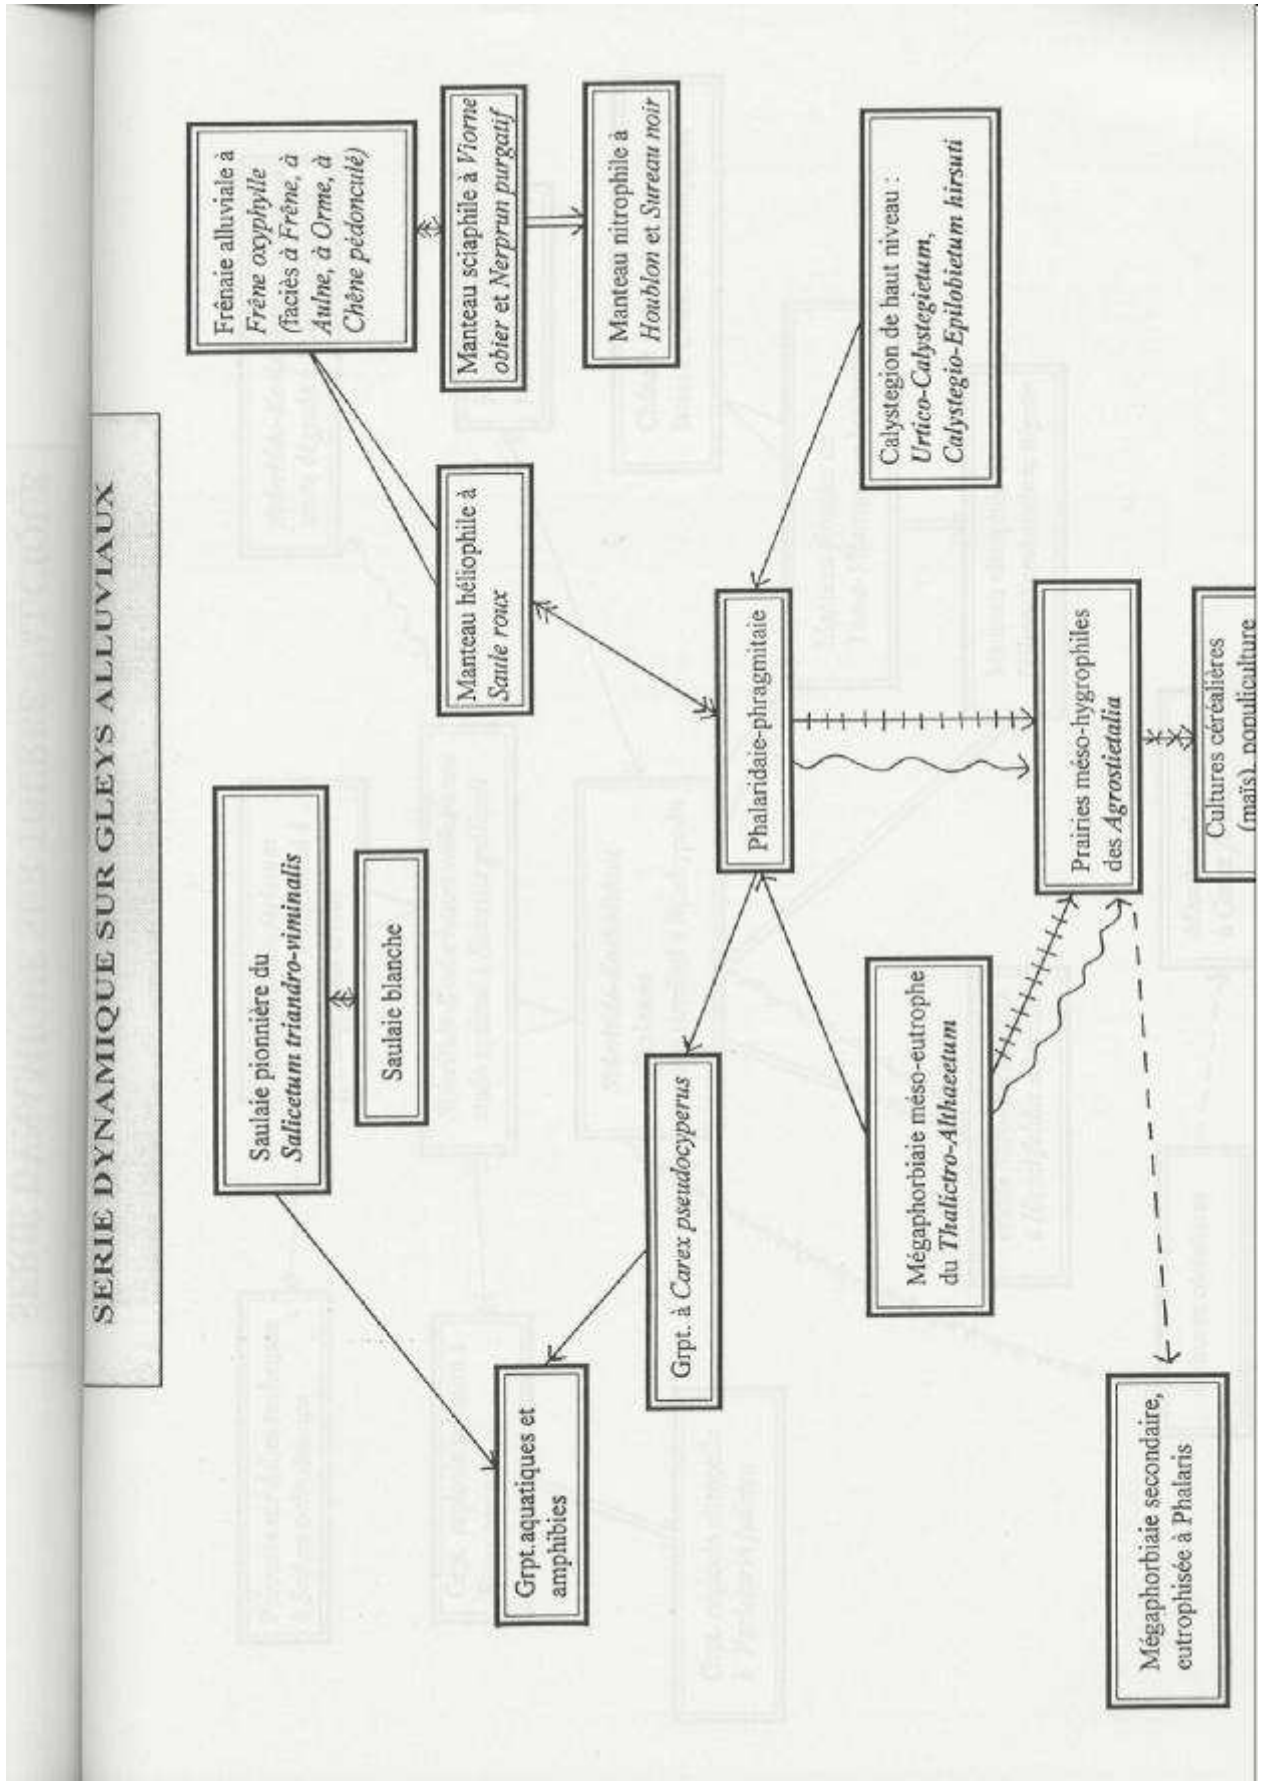 SERIE DYNAMIQUE SUR GLEYS ALLUVIAUX
Saulaie pionnière du
Salicetum triandro-viminalis
Saulaie blanche
Frênaie alluviale à
Frêne oxyphylle
(faciès à Frêne, à
Aulne, à Orme, à
Chêne pédonculé)
Manteau sciaphile à Viorne
obier et Nerprun purgatif
Manteau nitrophile à
Houblon et Sureau noir
Manteau héliophile à
Saule roux
Grpt.aquatiques et
amphibies
Grpt. à Carex pseudocyperus
Phalaridaie-phragmitaie
Calystegion de haut niveau :
Urtico-Calystegietum,
Calystegio-Epilobietum hirsuti
Mégaphorbiaie méso-eutrophe
du Thalictro-Althaeetum
Prairies méso-hygrophiles
des Agrostietalia
Mégaphorbiaie secondaire,
eutrophisée à Phalaris
Cultures céréalières
(maïs), populiculture